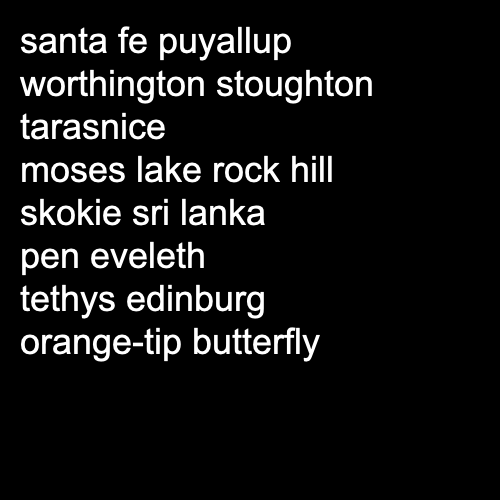 santa fe puyallup
worthington stoughton
tarasnice
moses lake rock hill
skokie sri lanka
pen eveleth
tethys edinburg
orange-tip butterfly